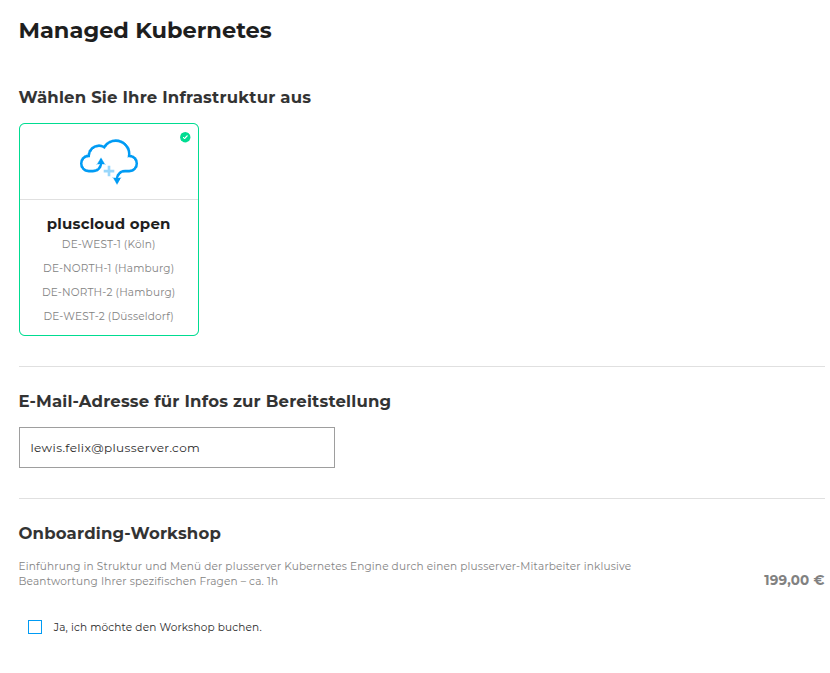 Managed Kubernetes
Wählen Sie Ihre Infrastruktur aus
pluscloud open
DE-WEST-1 (Köln)
DE-NORTH-1 (Hamburg)
DE-NORTH-2 (Hamburg)
DE-WEST-2 (Düsseldorf)
E-Mail-Adresse für Infos zur Bereitstellung
lewis.felix@plusserver.com
Onboarding-Workshop
Einführung in Struktur und Menü der plusserver Kubernetes Engine durch einen plusserver-Mitarbeiter inklusive
Beantwortung Ihrer spezifischen Fragen – ca. 1h
199,00 €
Ja, ich möchte den Workshop buchen.